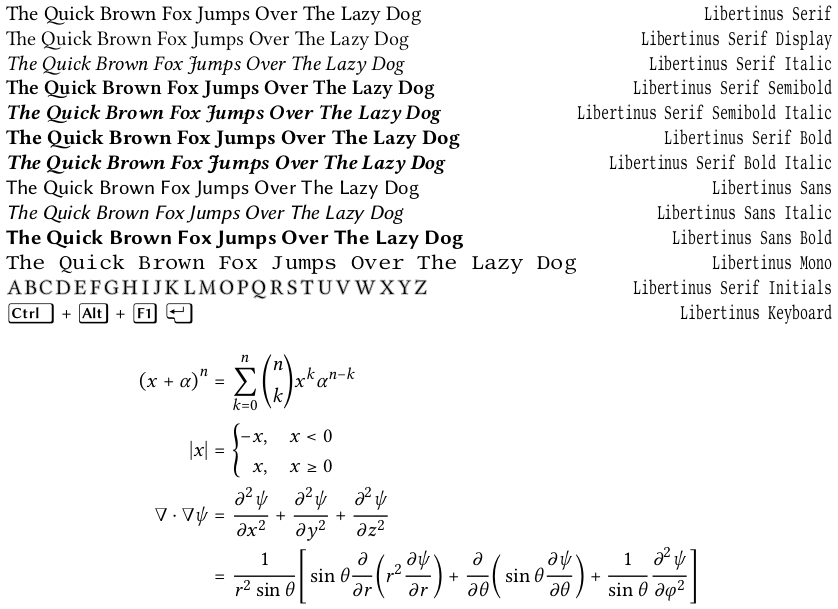 The Quick Brown Fox Jumps Over The Lazy Dog Libertinus Serif
The Quick Brown Fox Jumps Over The Lazy Dog Libertinus Serif Display
The Quick Brown Fox Jumps Over The Lazy Dog Libertinus Serif Italic
The Quick Brown Fox Jumps Over The Lazy Dog Libertinus Serif Semibold
The Quick Brown Fox Jumps Over The Lazy Dog Libertinus Serif Semibold Italic
The Quick Brown Fox Jumps Over The Lazy Dog Libertinus Serif Bold
The Quick Brown Fox Jumps Over The Lazy Dog Libertinus Serif Bold Italic
The Quick Brown Fox Jumps Over The Lazy Dog Libertinus Sans
The Quick Brown Fox Jumps Over The Lazy Dog Libertinus Sans Italic
The Quick Brown Fox Jumps Over The Lazy Dog Libertinus Sans Bold
The Quick Brown Fox Jumps Over The Lazy Dog Libertinus Mono
ABCDEFGHIJKLMOPQRSTUVWXYZ Libertinus Serif Initials
Ctrl + Alt + F1 ↵ Libertinus Keyboard
(x + α)ⁿ = ∑_{k=0}^{n} (n k) x^k α^{n−k}
|x| = { −x, x < 0
x, x ≥ 0
∇ · ∇ψ = ∂²ψ/∂x² + ∂²ψ/∂y² + ∂²ψ/∂z²
= 1/(r² sin θ) [ sin θ ∂/∂r ( r² ∂ψ/∂r ) + ∂/∂θ ( sin θ ∂ψ/∂θ ) + 1/(sin θ) ∂²ψ/∂φ² ]